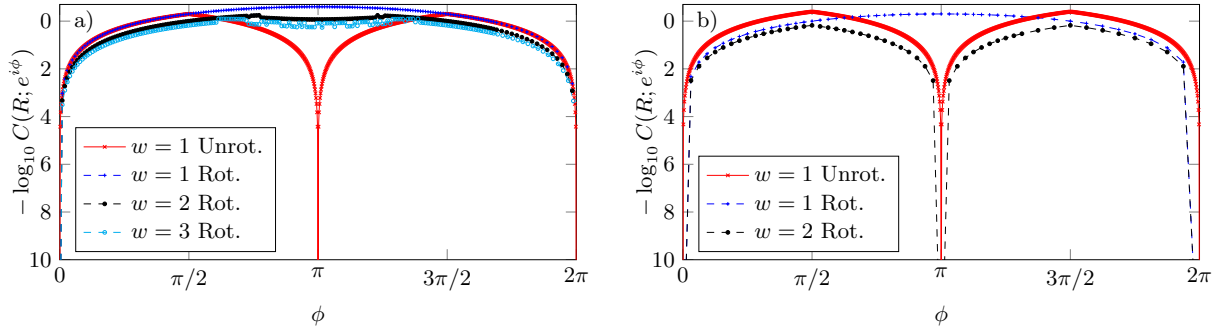 a)
0
2
4
6
8
10
− log₁₀ C(R; e^{iϕ})
w = 1 Unrot.
w = 1 Rot.
w = 2 Rot.
w = 3 Rot.
0 π/2 π 3π/2 2π
ϕ
b)
0
2
4
6
8
10
− log₁₀ C(R; e^{iϕ})
w = 1 Unrot.
w = 1 Rot.
w = 2 Rot.
0 π/2 π 3π/2 2π
ϕ